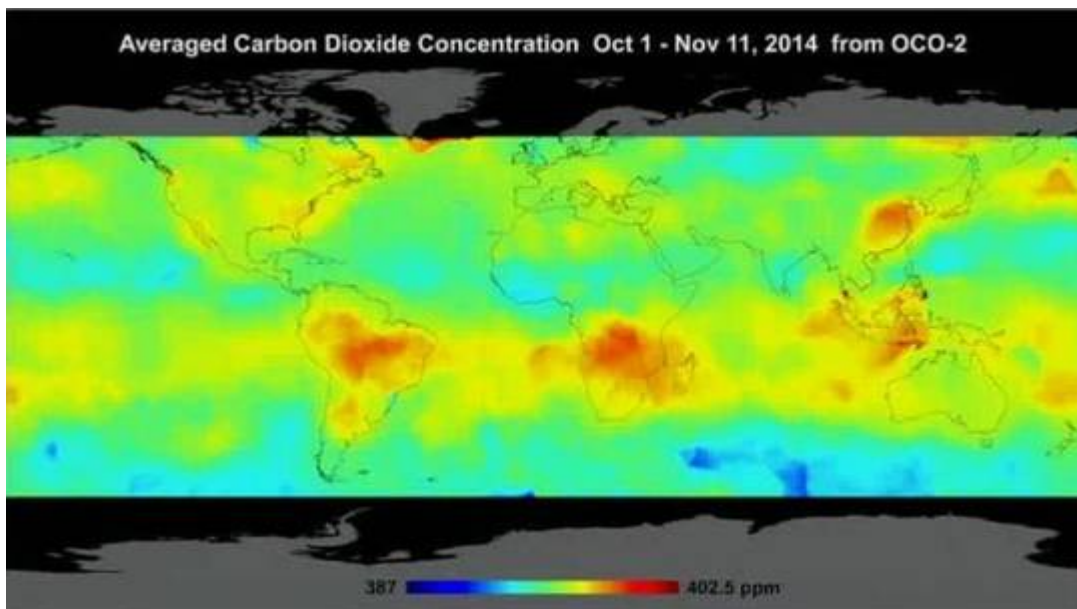 Averaged Carbon Dioxide Concentration Oct 1 - Nov 11, 2014 from OCO-2
387 402.5 ppm